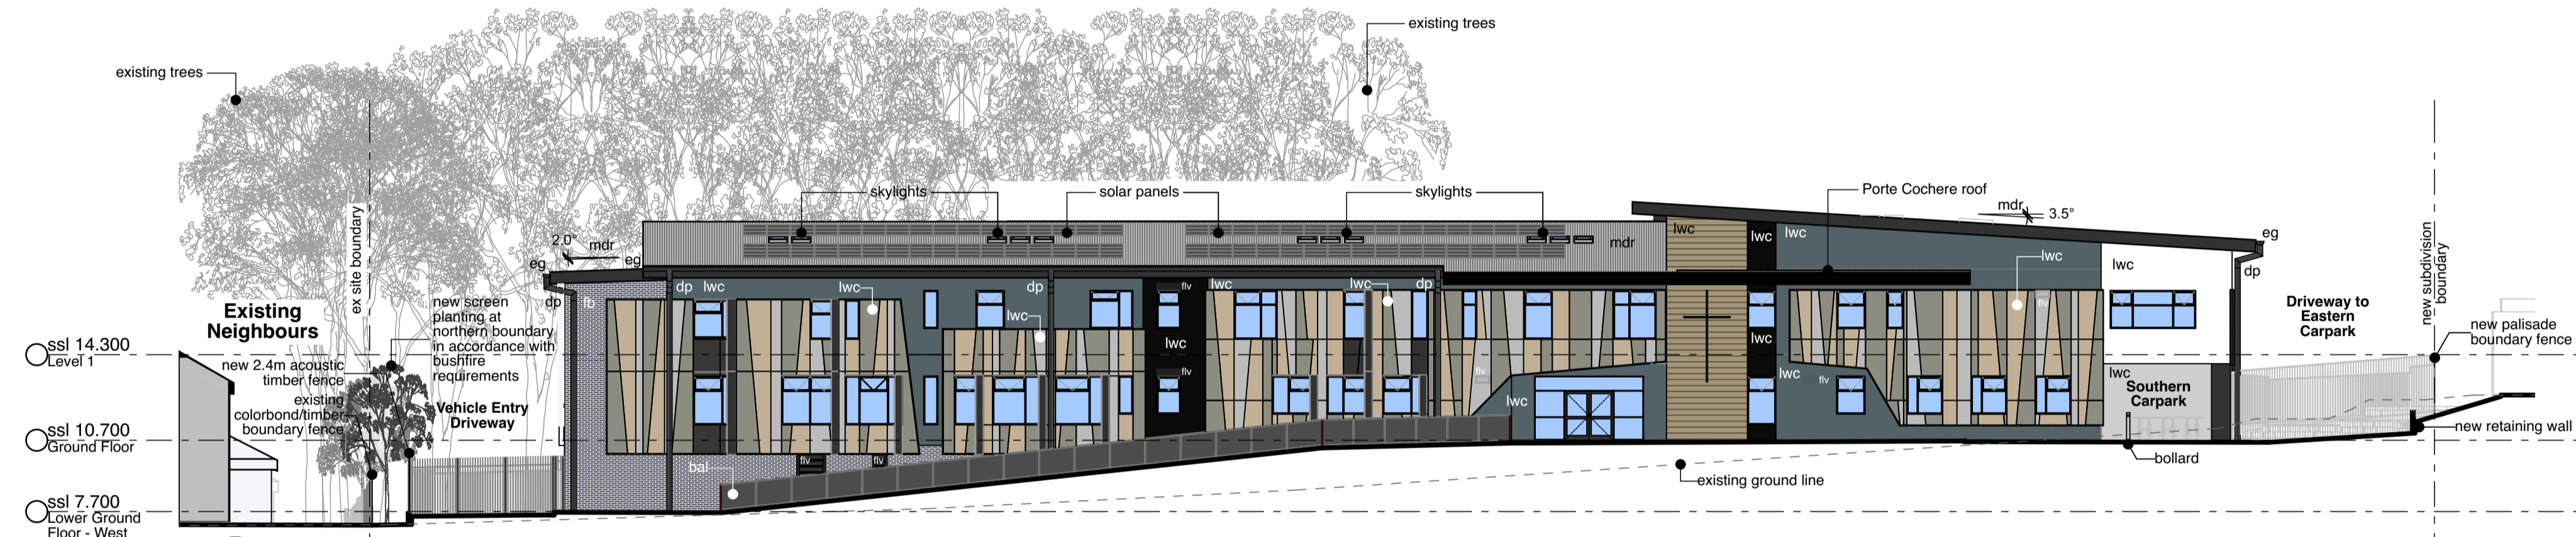 existing trees
existing trees
ex site boundary
skylights
solar panels
skylights
Porte Cochere roof
mdr
3.5°
2.0°
mdr
eg
eg
eg
mdr
lwc
lwc
lwc
lwc
lwc
dp
new subdivision
boundary
Existing
Neighbours
new screen
planting at
northern boundary
in accordance with
bushfire
requirements
dp
fb
dp
lwc
lwc
lwc
dp
flv
lwc
lwc
dp
flv
Driveway to
Eastern
Carpark
ssl 14.300
Level 1
new 2.4m acoustic
timber fence
existing
colorbond/timber
boundary fence
Vehicle Entry
Driveway
lwc
flv
flv
lwc
lwc
lwc
flv
lwc
Southern
Carpark
new palisade
boundary fence
ssl 10.700
Ground Floor
bal
flv
flv
new retaining wall
bollard
existing ground line
ssl 7.700
Lower Ground
Floor - West